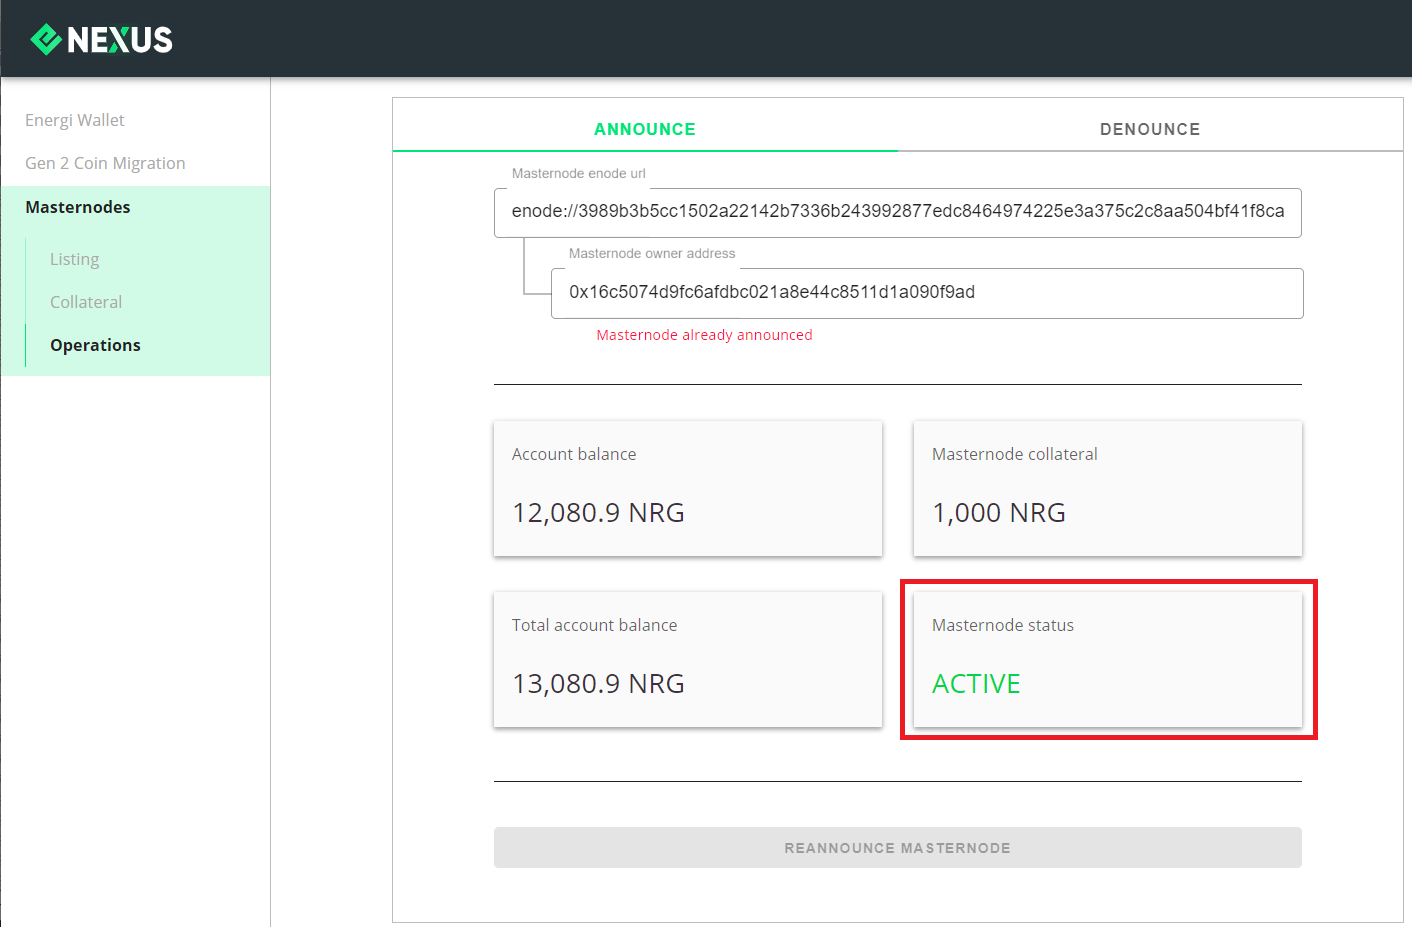 NEXUS
Energi Wallet
Gen 2 Coin Migration
Masternodes
Listing
Collateral
Operations
ANNOUNCE
DENOUNCE
Masternode enode url
enode://3989b3b5cc1502a22142b7336b243992877edc8464974225e3a375c2c8aa504bf41f8ca
Masternode owner address
0x16c5074d9fc6afdbc021a8e44c8511d1a090f9ad
Masternode already announced
Account balance
12,080.9 NRG
Masternode collateral
1,000 NRG
Total account balance
13,080.9 NRG
Masternode status
ACTIVE
REANNOUNCE MASTERNODE